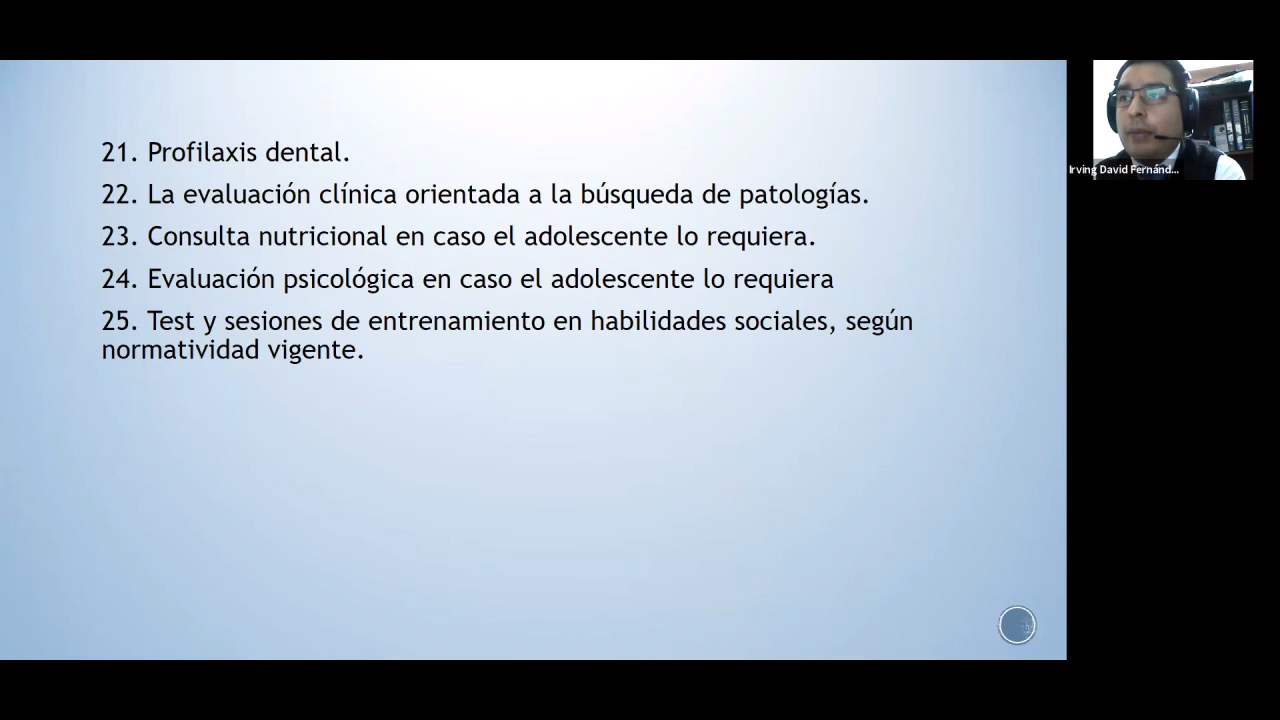 21. Profilaxis dental.
22. La evaluación clínica orientada a la búsqueda de patologías.
23. Consulta nutricional en caso el adolescente lo requiera.
24. Evaluación psicológica en caso el adolescente lo requiera
25. Test y sesiones de entrenamiento en habilidades sociales, según
normatividad vigente.
Irving David Fernánd...